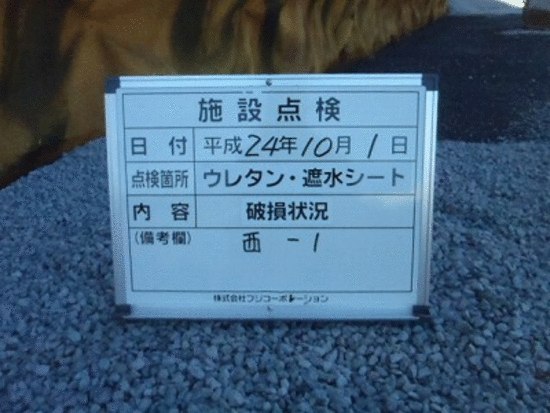 施設点検
日付 平成24年10月1日
点検箇所 ウレタン・遮水シート
内容 破損状況
(備考欄) 西-1
株式会社フジコーポレーション